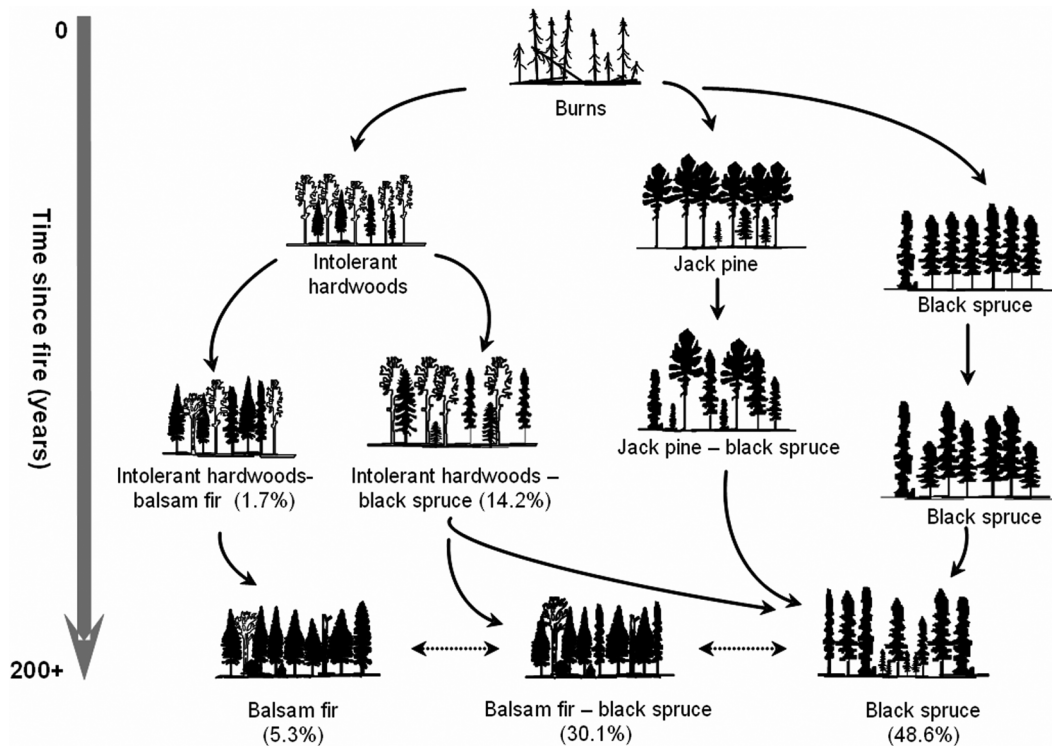 0
Burns
Time since fire (years)
Intolerant
hardwoods
Jack pine
Black spruce
Intolerant hardwoods-
balsam fir (1.7%)
Intolerant hardwoods –
black spruce (14.2%)
Jack pine – black spruce
Black spruce
200+
Balsam fir
(5.3%)
Balsam fir – black spruce
(30.1%)
Black spruce
(48.6%)